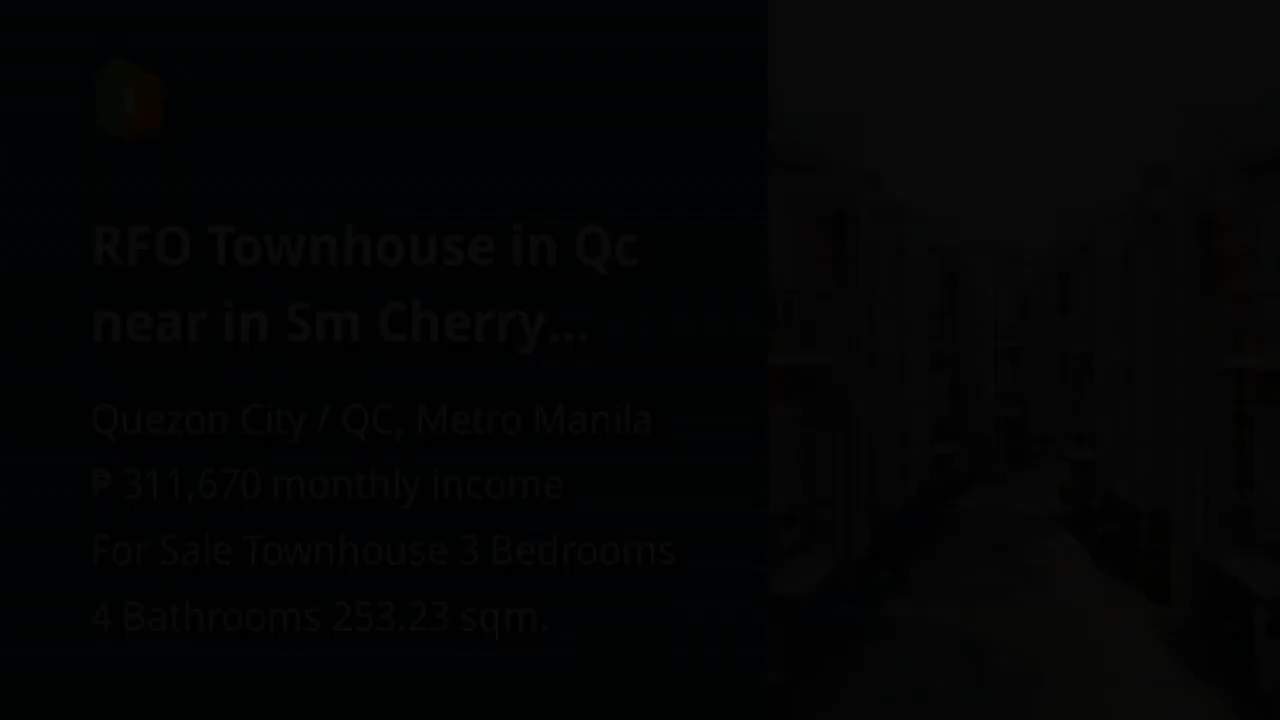 RFO Townhouse in Qc
near in Sm Cherry...
Quezon City / QC, Metro Manila
₱ 311,670 monthly income
For Sale Townhouse 3 Bedrooms
4 Bathrooms 253.23 sqm.